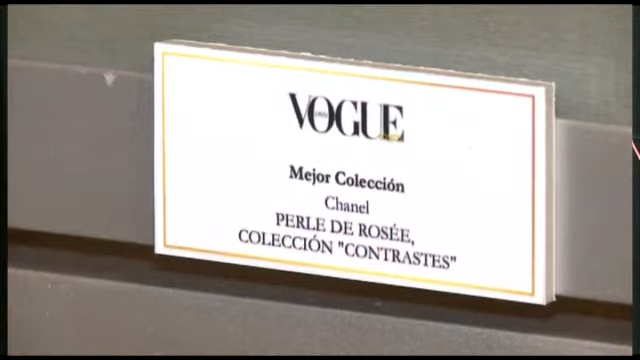 VOGUE
Mejor Colección
Chanel
PERLE DE ROSÉE,
COLECCIÓN "CONTRASTES"